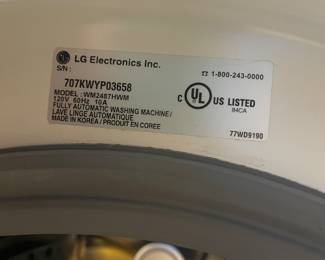 LG Electronics Inc.
S/N :
☎ 1-800-243-0000
707KWYP03658
MODEL : WM2487HWM
120V 60Hz 10A
FULLY AUTOMATIC WASHING MACHINE/
LAVE LINGE AUTOMATIQUE
MADE IN KOREA / PRODUIT EN COREE
C UL US LISTED
84CA
77WD9190